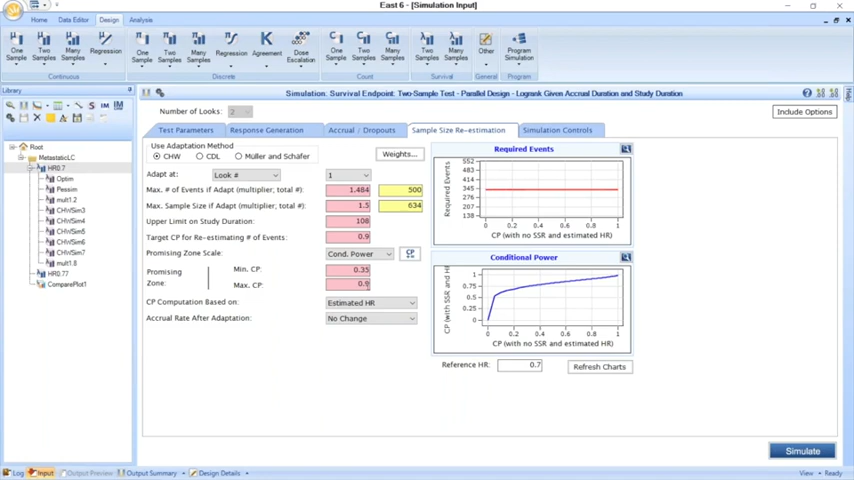 East 6 - [Simulation Input]
Home Data Editor Design Analysis
One Sample Two Samples Many Samples Regression One Sample Two Samples Many Samples Regression Agreement Dose Escalation One Sample Two Samples Many Samples Two Samples Many Samples Other Program Simulation
Continuous Discrete Count Survival General Program
Library
Simulation: Survival Endpoint: Two-Sample Test - Parallel Design - Logrank Given Accrual Duration and Study Duration
Help
Number of Looks: 2
Include Options
Test Parameters Response Generation Accrual / Dropouts Sample Size Re-estimation Simulation Controls
Root
MetastaticLC
HR0.7
Optim
Pessim
mult1.2
CHWSim3
CHWSim4
CHWSim5
CHWSim6
CHWSim7
mult1.8
HR0.77
ComparePlot1
Use Adaptation Method
CHW CDL Müller and Schäfer
Weights...
Adapt at: Look # 1
Max. # of Events if Adapt (multiplier; total #): 1.484 500
Max. Sample Size if Adapt (multiplier; total #): 1.5 634
Upper Limit on Study Duration: 108
Target CP for Re-estimating # of Events: 0.9
Promising Zone Scale: Cond. Power CP
Promising Zone:
Min. CP: 0.35
Max. CP: 0.9
CP Computation Based on: Estimated HR
Accrual Rate After Adaptation: No Change
Required Events
Required Events
552
483
414
345
276
207
138
0 0.2 0.4 0.6 0.8 1
CP (with no SSR and estimated HR)
Conditional Power
CP (with SSR and H
1
0.75
0.5
0.25
0
0 0.2 0.4 0.6 0.8 1
CP (with no SSR and estimated HR)
Reference HR: 0.7
Refresh Charts
Simulate
Log Input Output Preview Output Summary Design Details
View